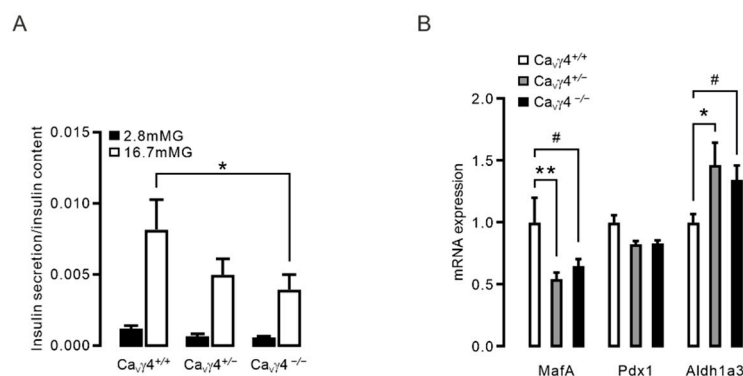 A
Insulin secretion/insulin content
0.015
0.010
0.005
0.000
2.8mMG
16.7mMG
*
Caᵥγ4+/+
Caᵥγ4+/−
Caᵥγ4 −/−
B
Caᵥγ4+/+
Caᵥγ4+/−
Caᵥγ4 −/−
mRNA expression
2.0
1.5
1.0
0.5
0.0
#
**
#
*
MafA
Pdx1
Aldh1a3